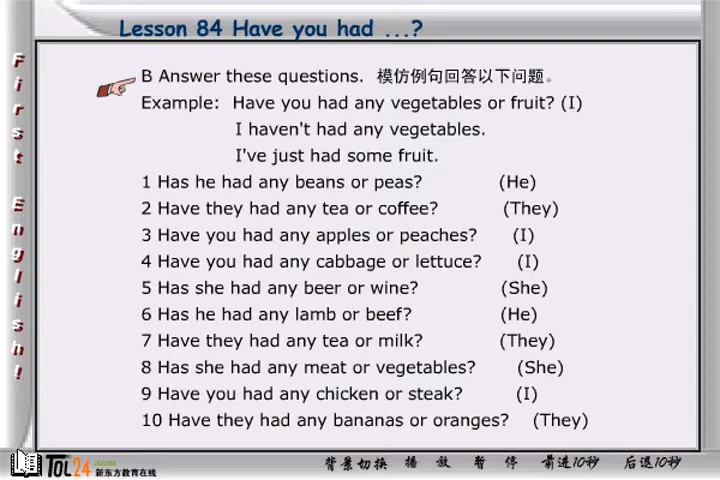 Lesson 84 Have you had ...?
First English!
B Answer these questions. 模仿例句回答以下问题。
Example: Have you had any vegetables or fruit? (I)
I haven't had any vegetables.
I've just had some fruit.
1 Has he had any beans or peas? (He)
2 Have they had any tea or coffee? (They)
3 Have you had any apples or peaches? (I)
4 Have you had any cabbage or lettuce? (I)
5 Has she had any beer or wine? (She)
6 Has he had any lamb or beef? (He)
7 Have they had any tea or milk? (They)
8 Has she had any meat or vegetables? (She)
9 Have you had any chicken or steak? (I)
10 Have they had any bananas or oranges? (They)
TOL24.com 新东方教育在线
背景切换 播放 暂停 前进10秒 后退10秒